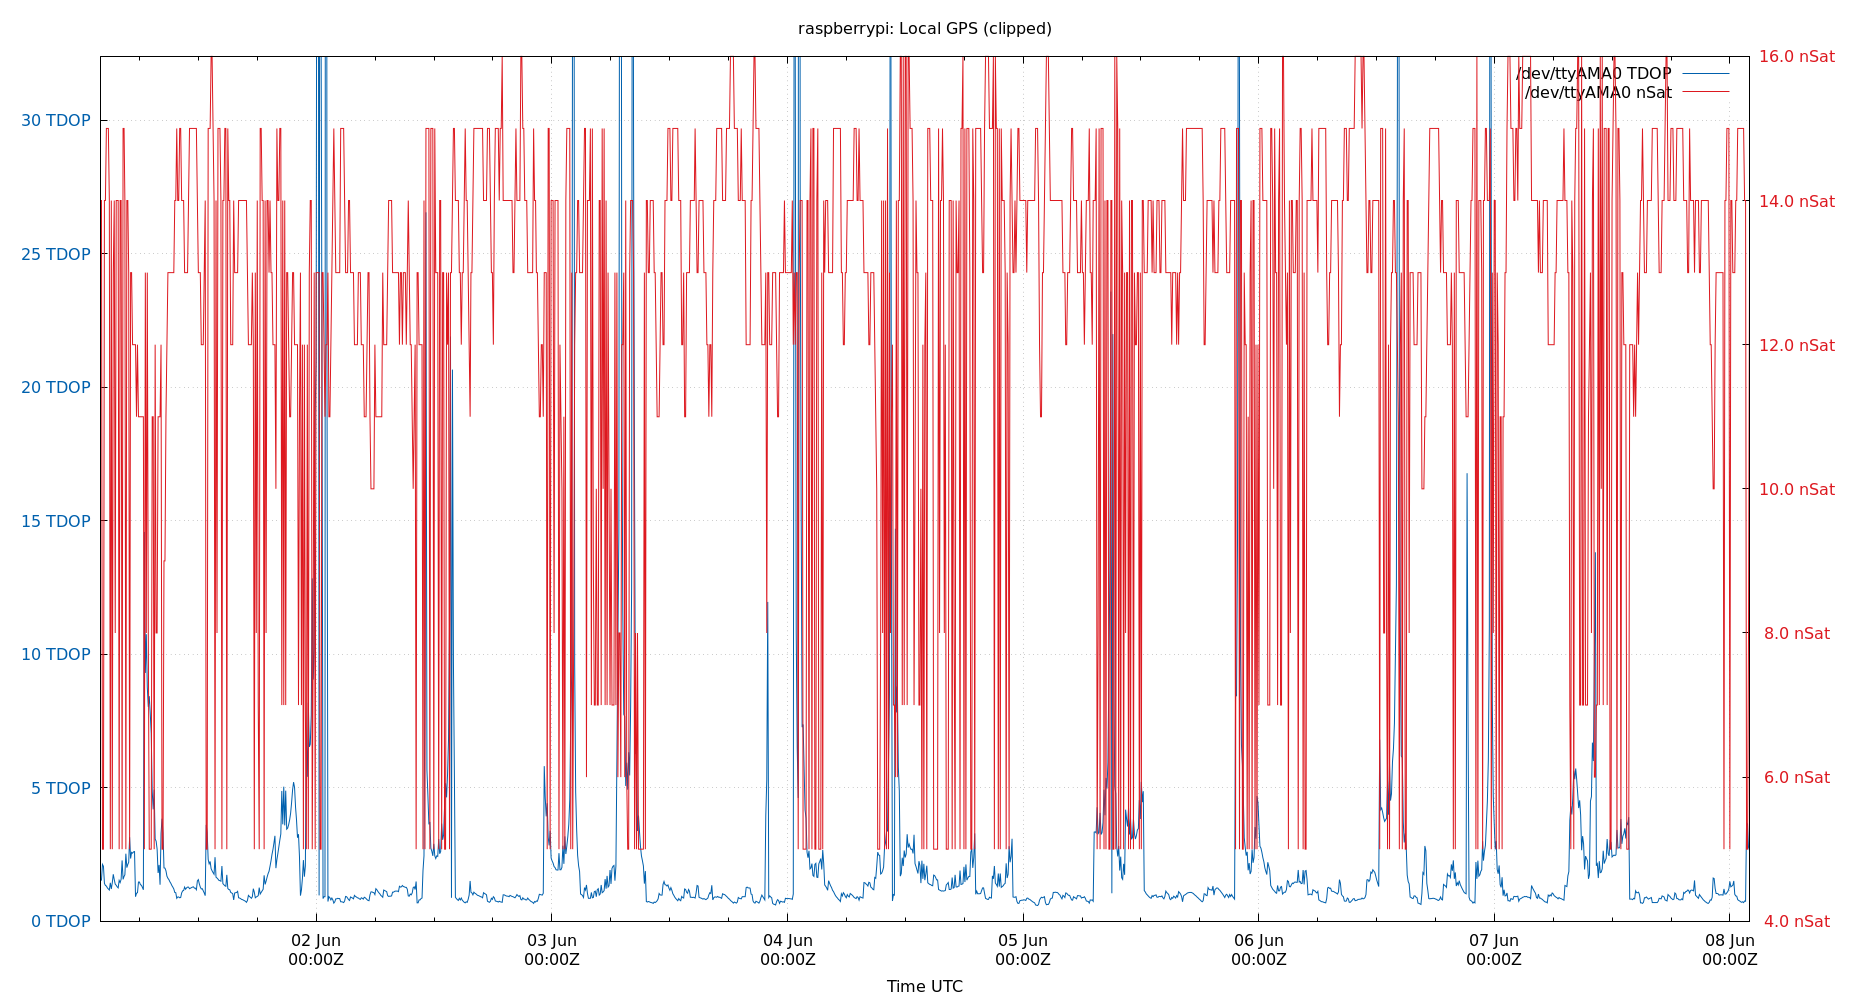 raspberrypi: Local GPS (clipped)
/dev/ttyAMA0 TDOP
/dev/ttyAMA0 nSat
30 TDOP
25 TDOP
20 TDOP
15 TDOP
10 TDOP
5 TDOP
0 TDOP
16.0 nSat
14.0 nSat
12.0 nSat
10.0 nSat
8.0 nSat
6.0 nSat
4.0 nSat
02 Jun
00:00Z
03 Jun
00:00Z
04 Jun
00:00Z
05 Jun
00:00Z
06 Jun
00:00Z
07 Jun
00:00Z
08 Jun
00:00Z
Time UTC